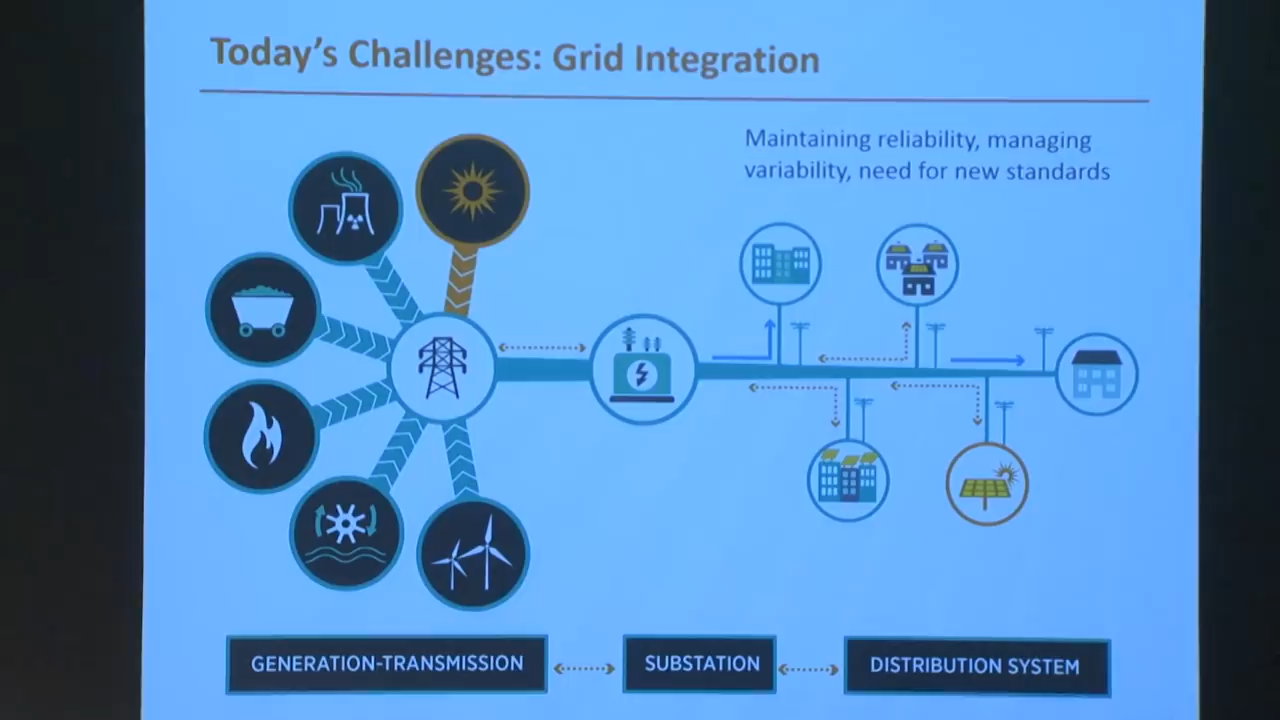 Today's Challenges: Grid Integration
Maintaining reliability, managing
variability, need for new standards
GENERATION-TRANSMISSION
SUBSTATION
DISTRIBUTION SYSTEM